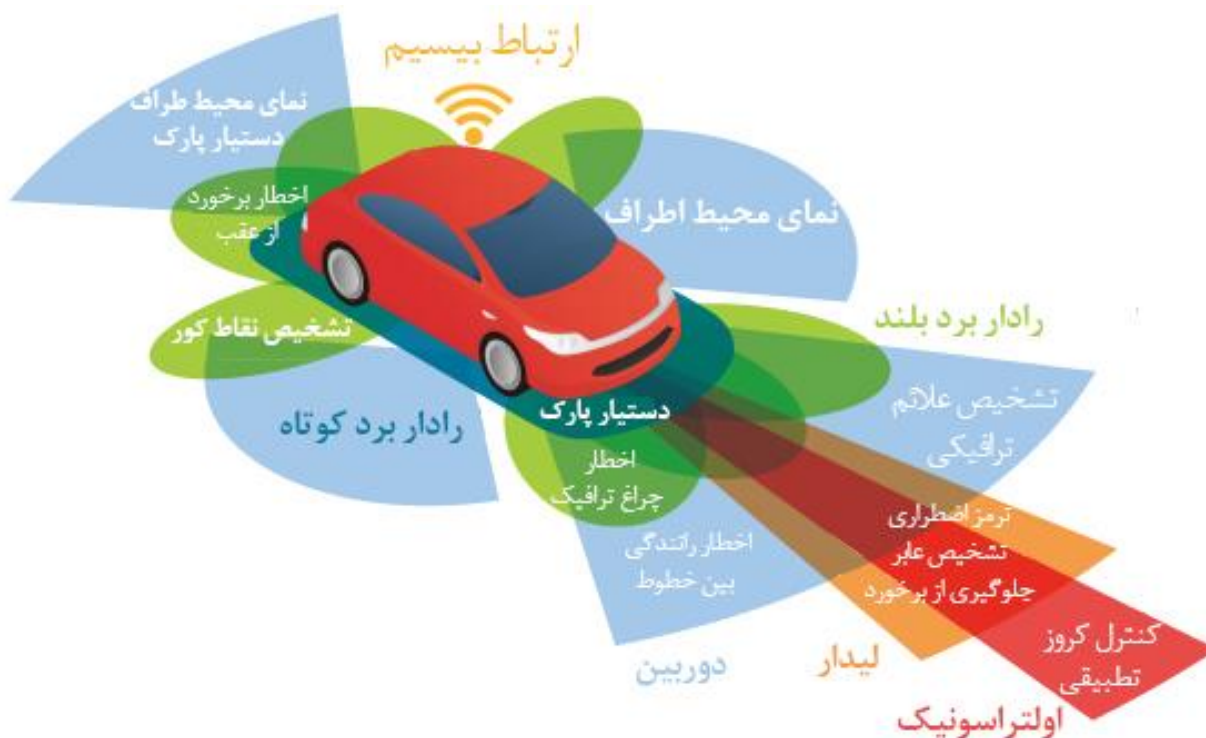 ارتباط بیسیم
نمای محیط طراف
دستیار پارک
اخطار برخورد
از عقب
نمای محیط اطراف
تشخیص نقاط کور
رادار برد بلند
رادار برد کوتاه
دستیار پارک
اخطار
چراغ ترافیک
تشخیص علائم
ترافیکی
اخطار رانندگی
بین خطوط
ترمز اضطراری
تشخیص عابر
جلوگیری از برخورد
کنترل کروز
تطبیقی
دوربین
لیدار
اولتراسونیک